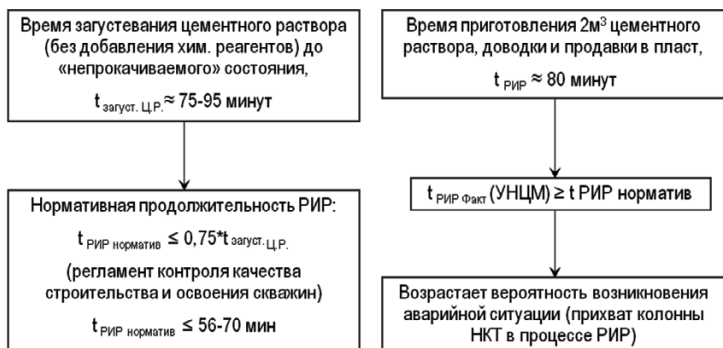 Время загустевания цементного раствора
(без добавления хим. реагентов) до
«непрокачиваемого» состояния,
t загуст. Ц.Р. ≈ 75-95 минут
Нормативная продолжительность РИР:
t РИР норматив ≤ 0,75*t загуст. Ц.Р.
(регламент контроля качества
строительства и освоения скважин)
t РИР норматив ≤ 56-70 мин
Время приготовления 2м³ цементного
раствора, доводки и продавки в пласт,
t РИР ≈ 80 минут
t РИР Факт (УНЦМ) ≥ t РИР норматив
Возрастает вероятность возникновения
аварийной ситуации (прихват колонны
НКТ в процессе РИР)